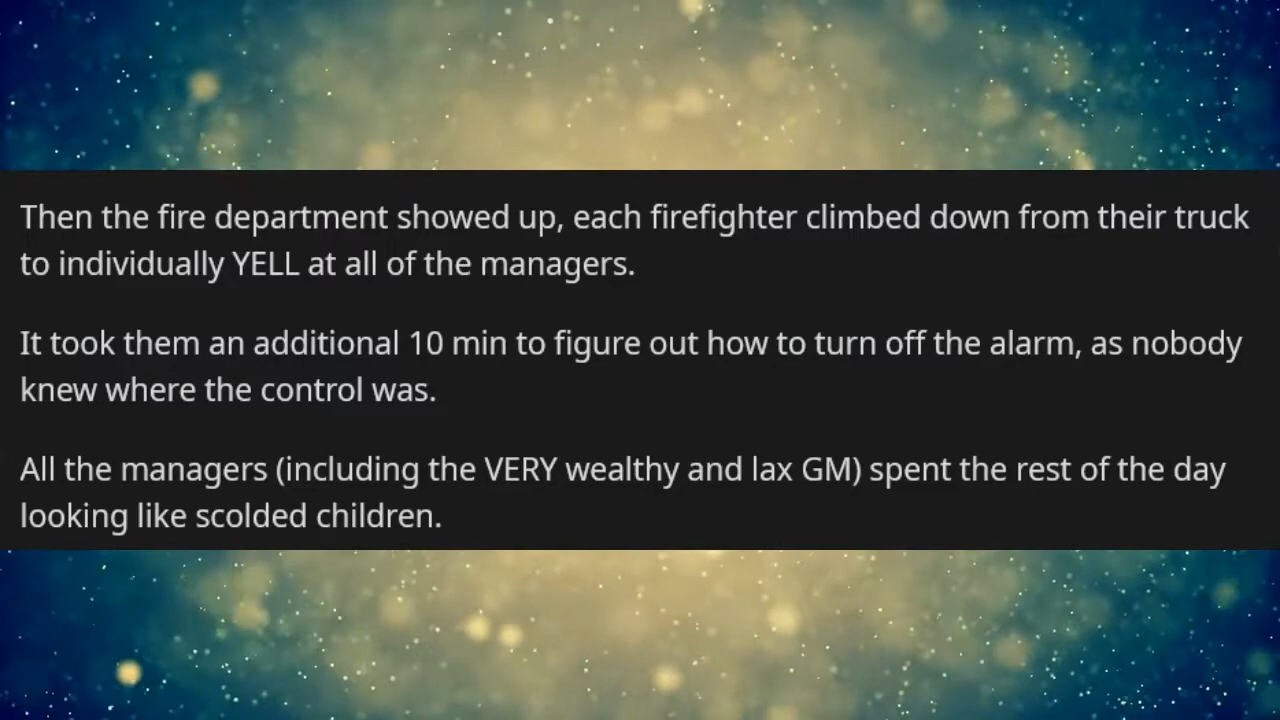 Then the fire department showed up, each firefighter climbed down from their truck
to individually YELL at all of the managers.
It took them an additional 10 min to figure out how to turn off the alarm, as nobody
knew where the control was.
All the managers (including the VERY wealthy and lax GM) spent the rest of the day
looking like scolded children.